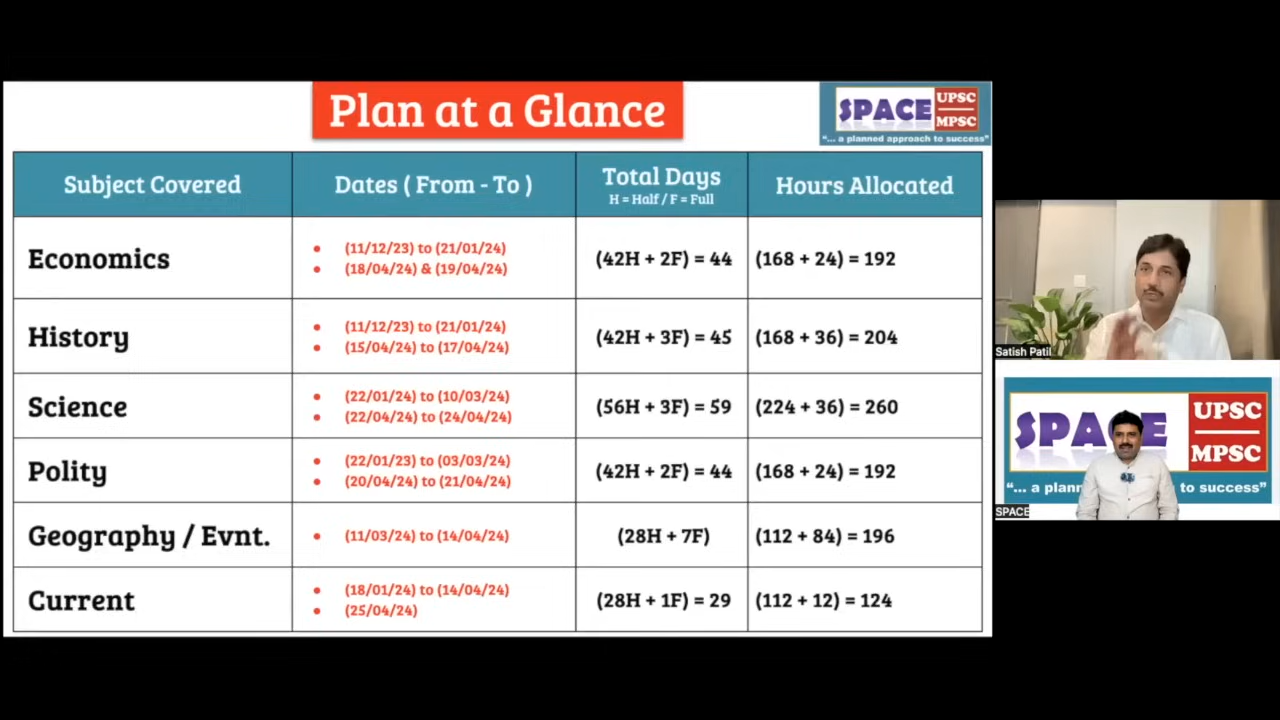 Plan at a Glance
SPACE UPSC MPSC
"... a planned approach to success"
Subject Covered
Dates ( From - To )
Total Days
H = Half / F = Full
Hours Allocated
Economics
• (11/12/23) to (21/01/24)
• (18/04/24) & (19/04/24)
(42H + 2F) = 44
(168 + 24) = 192
History
• (11/12/23) to (21/01/24)
• (15/04/24) to (17/04/24)
(42H + 3F) = 45
(168 + 36) = 204
Science
• (22/01/24) to (10/03/24)
• (22/04/24) to (24/04/24)
(56H + 3F) = 59
(224 + 36) = 260
Polity
• (22/01/23) to (03/03/24)
• (20/04/24) to (21/04/24)
(42H + 2F) = 44
(168 + 24) = 192
Geography / Evnt.
• (11/03/24) to (14/04/24)
(28H + 7F)
(112 + 84) = 196
Current
• (18/01/24) to (14/04/24)
• (25/04/24)
(28H + 1F) = 29
(112 + 12) = 124
Satish Patil
SPACE UPSC MPSC
"... a plann to success"
SPACE